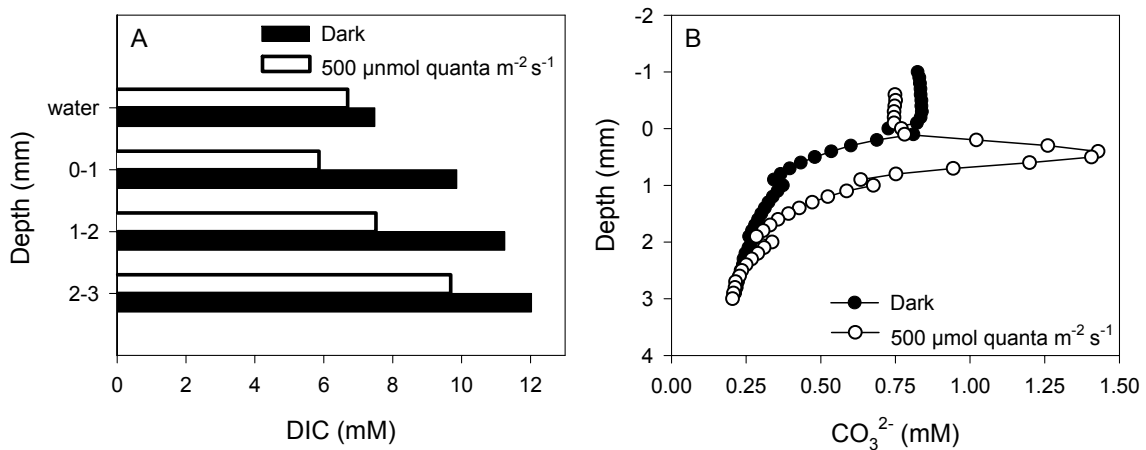 A
Dark
500 µnmol quanta m⁻² s⁻¹
Depth (mm)
water
0-1
1-2
2-3
0 2 4 6 8 10 12
DIC (mM)
B
Depth (mm)
-2
-1
0
1
2
3
4
Dark
500 µmol quanta m⁻² s⁻¹
0.00 0.25 0.50 0.75 1.00 1.25 1.50
CO₃²⁻ (mM)